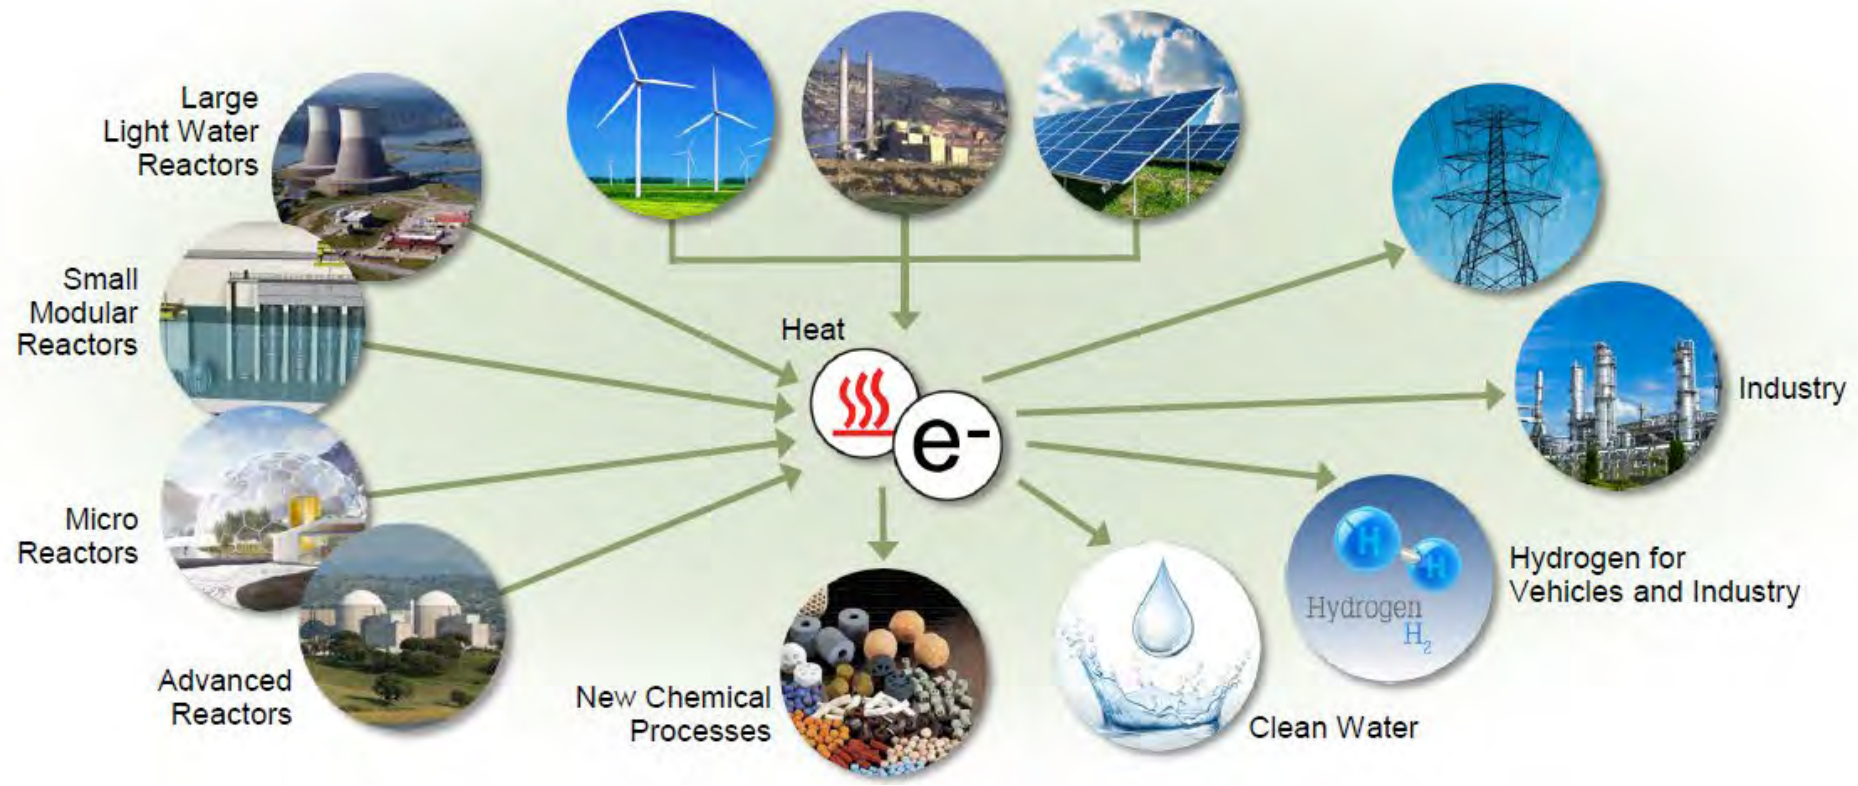 Large
Light Water
Reactors
Small
Modular
Reactors
Micro
Reactors
Advanced
Reactors
Heat
e-
New Chemical
Processes
Clean Water
H H
Hydrogen
H₂
Hydrogen for
Vehicles and Industry
Industry